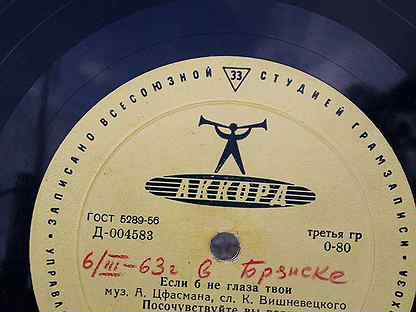 ЗАПИСАНО ВСЕСОЮЗНОЙ 33 СТУДИЕЙ ГРАМЗАПИСИ
АККОРД
ГОСТ 5289-56
Д-004583
третья гр
0-80
6/III-63г в Брянске
Если б не глаза твои
муз. А. Цфасмана, сл. К. Вишневецкого
Посочувствуйте